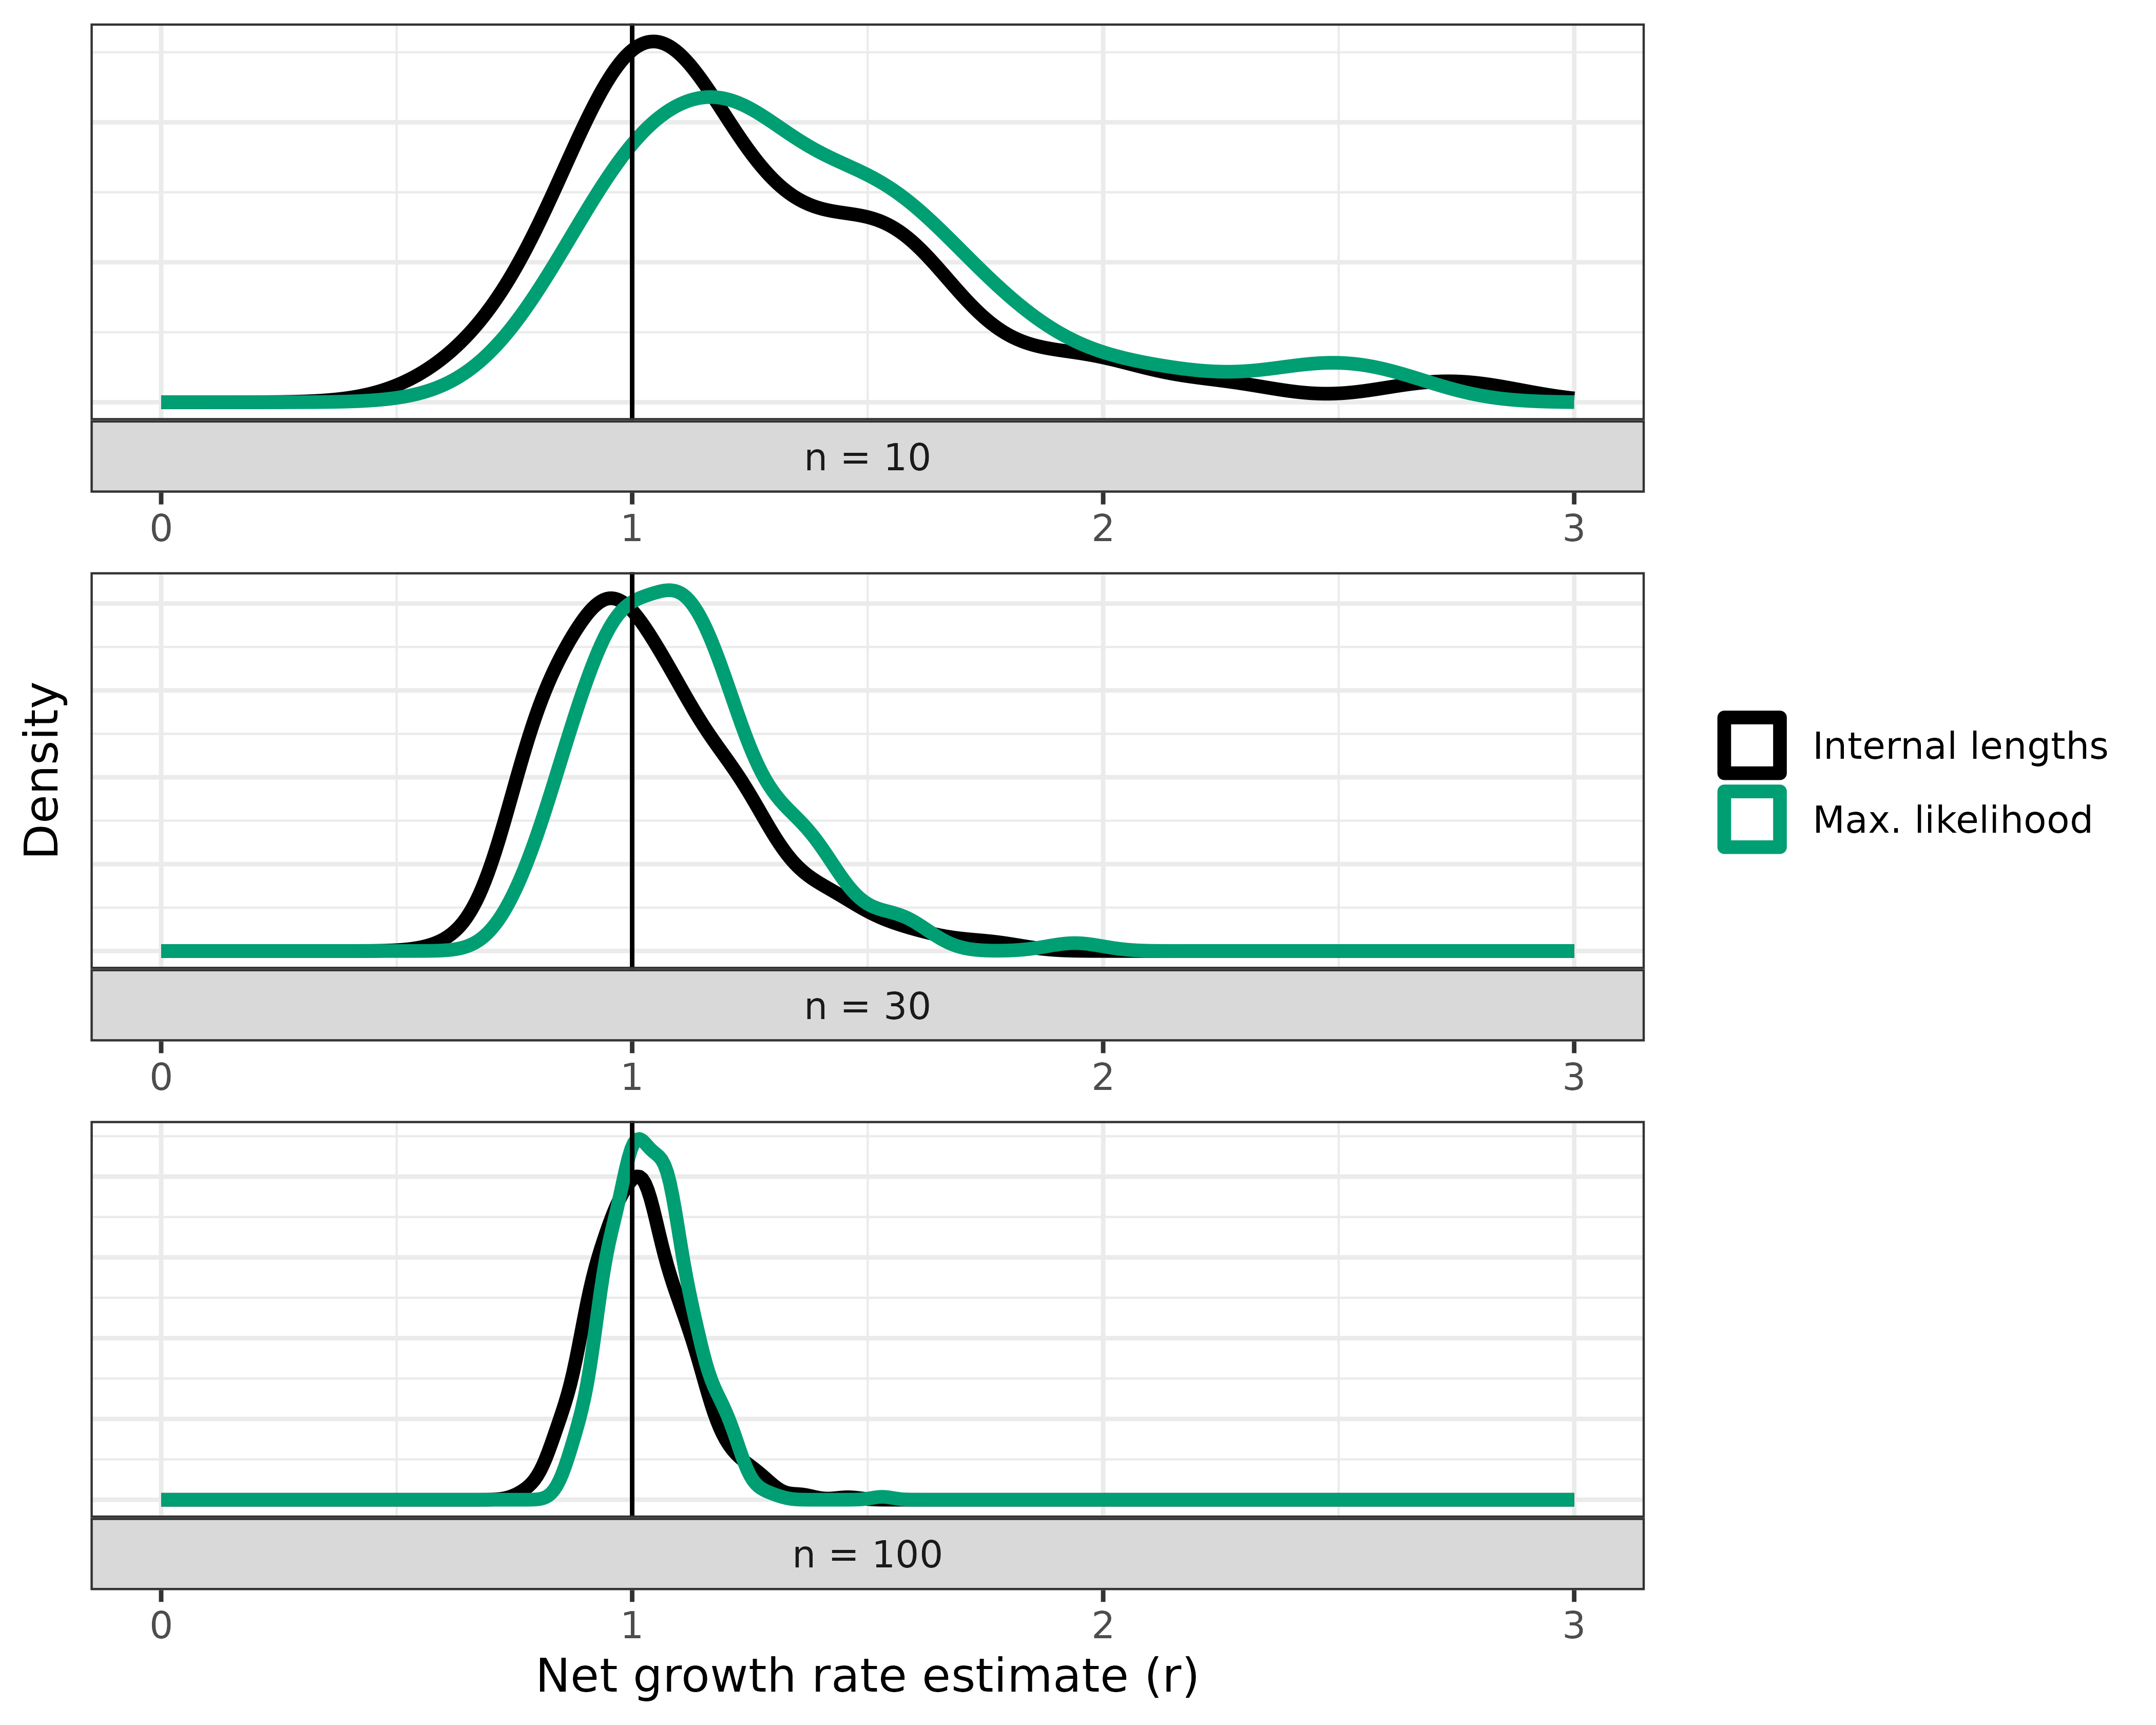 n = 10
0 1 2 3
Density
n = 30
0 1 2 3
Internal lengths
Max. likelihood
n = 100
0 1 2 3
Net growth rate estimate (r)